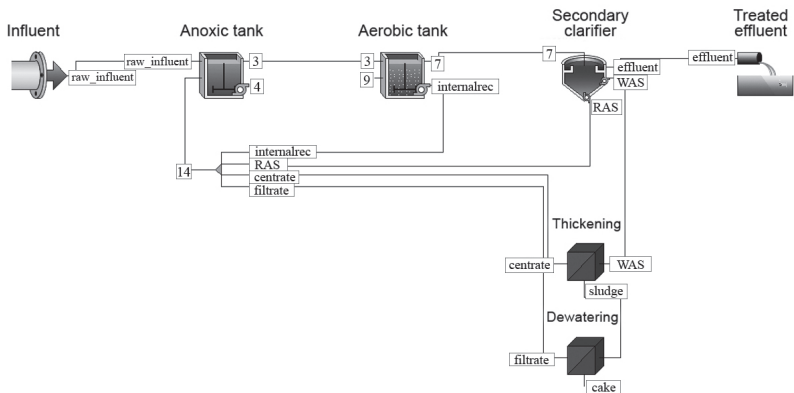 Influent
Anoxic tank
Aerobic tank
Secondary
clarifier
Treated
effluent
raw_influent
raw_influent
3
4
3
9
7
internalrec
7
effluent
WAS
RAS
effluent
14
internalrec
RAS
centrate
filtrate
Thickening
centrate
WAS
sludge
Dewatering
filtrate
cake